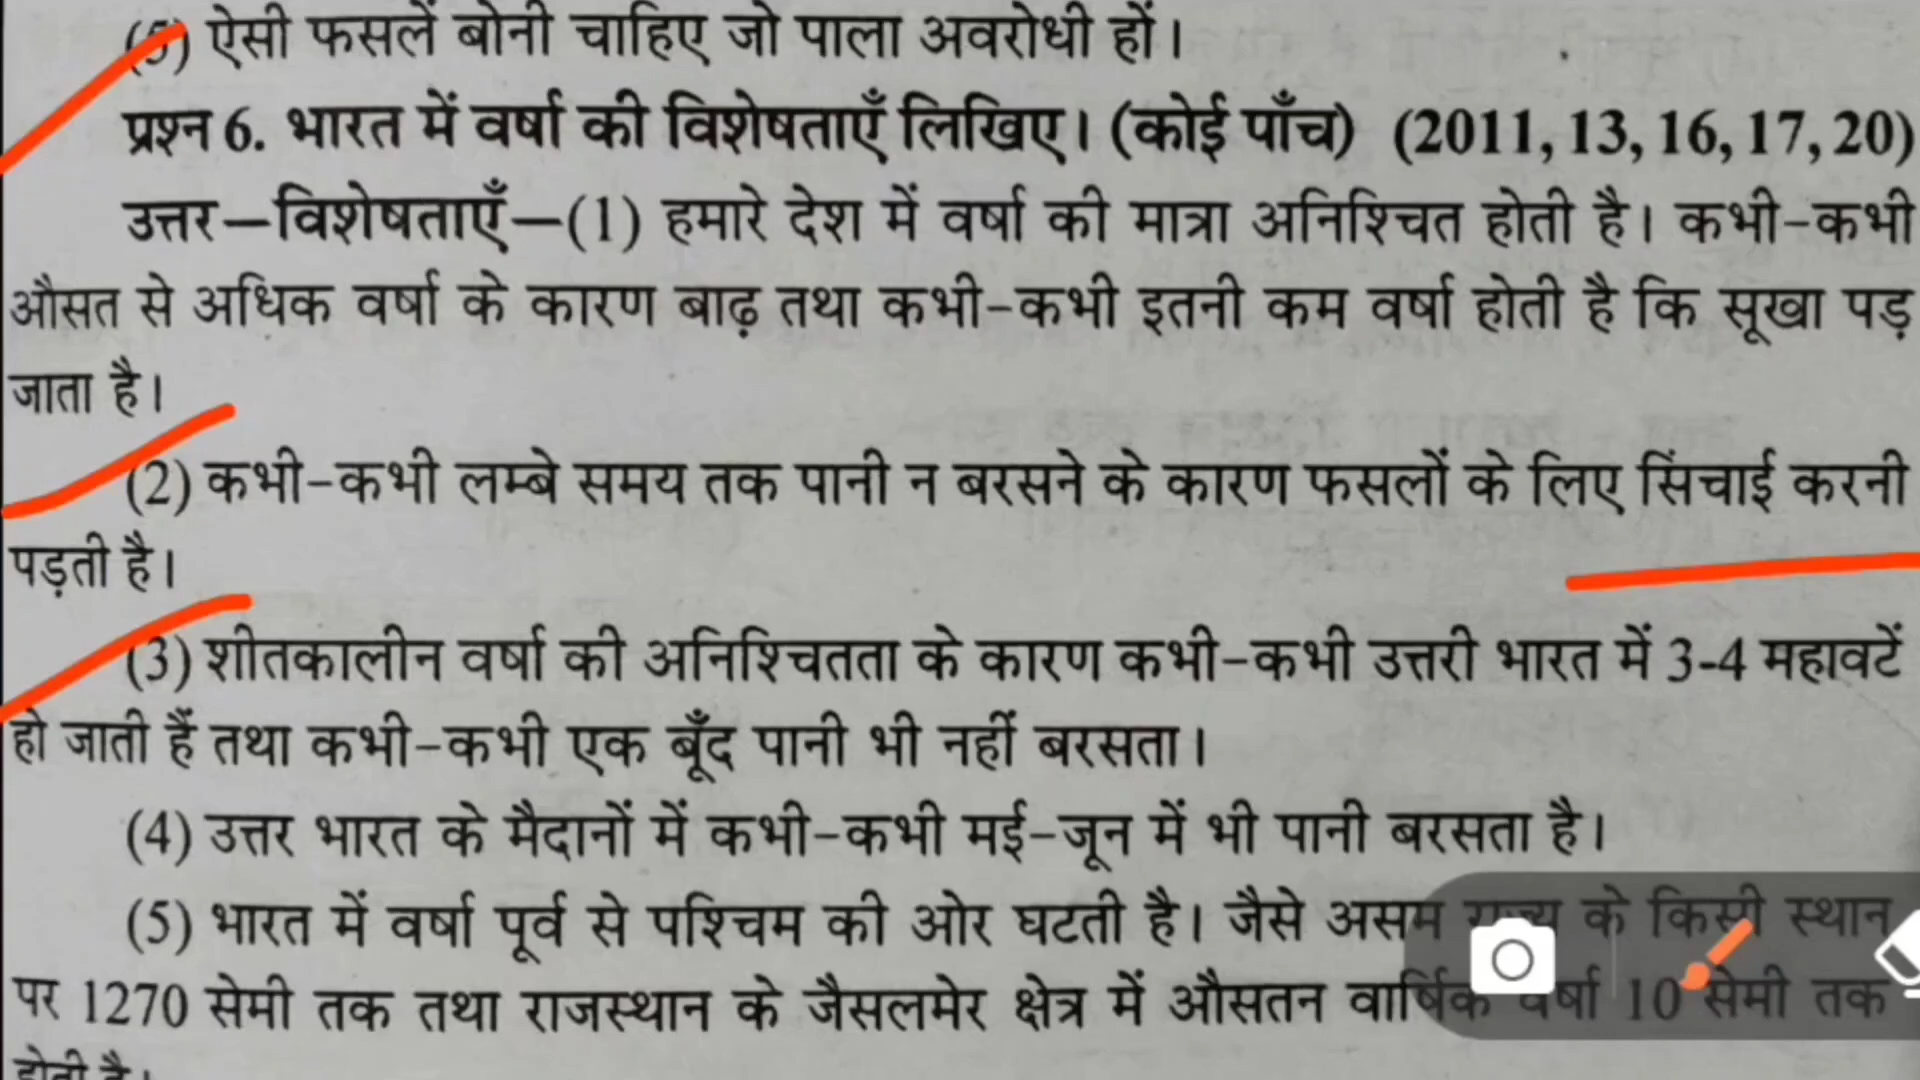 (5) ऐसी फसलें बोनी चाहिए जो पाला अवरोधी हों।
प्रश्न 6. भारत में वर्षा की विशेषताएँ लिखिए। (कोई पाँच) (2011, 13, 16, 17, 20)
उत्तर—विशेषताएँ—(1) हमारे देश में वर्षा की मात्रा अनिश्चित होती है। कभी-कभी
औसत से अधिक वर्षा के कारण बाढ़ तथा कभी-कभी इतनी कम वर्षा होती है कि सूखा पड़
जाता है।
(2) कभी-कभी लम्बे समय तक पानी न बरसने के कारण फसलों के लिए सिंचाई करनी
पड़ती है।
(3) शीतकालीन वर्षा की अनिश्चितता के कारण कभी-कभी उत्तरी भारत में 3-4 महावटें
हो जाती हैं तथा कभी-कभी एक बूँद पानी भी नहीं बरसता।
(4) उत्तर भारत के मैदानों में कभी-कभी मई-जून में भी पानी बरसता है।
(5) भारत में वर्षा पूर्व से पश्चिम की ओर घटती है। जैसे असम राज्य के किसी स्थान
पर 1270 सेमी तक तथा राजस्थान के जैसलमेर क्षेत्र में औसतन वार्षिक वर्षा 10 सेमी तक
होती है।